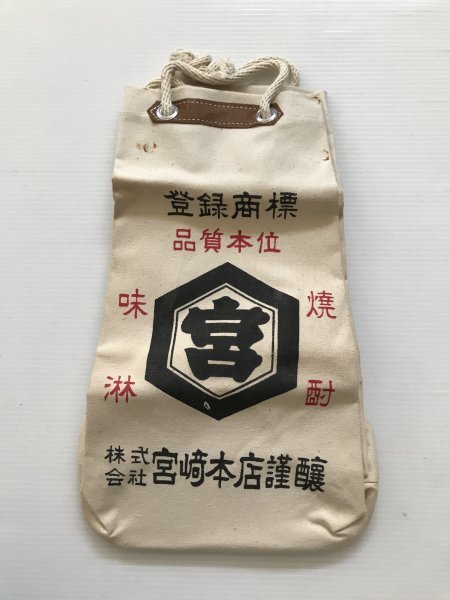 登録商標
品質本位
焼酎
宮
味淋
株式会社宮﨑本店謹醸